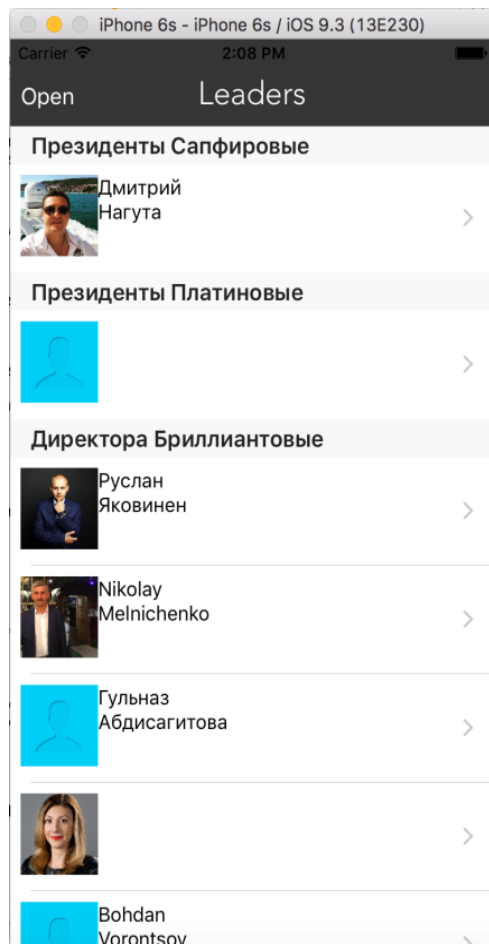 iPhone 6s - iPhone 6s / iOS 9.3 (13E230)
Carrier 2:08 PM
Open Leaders
Президенты Сапфировые
Дмитрий
Нагута
Президенты Платиновые
Директора Бриллиантовые
Руслан
Яковинен
Nikolay
Melnichenko
Гульназ
Абдисагитова
Bohdan
Vorontsov